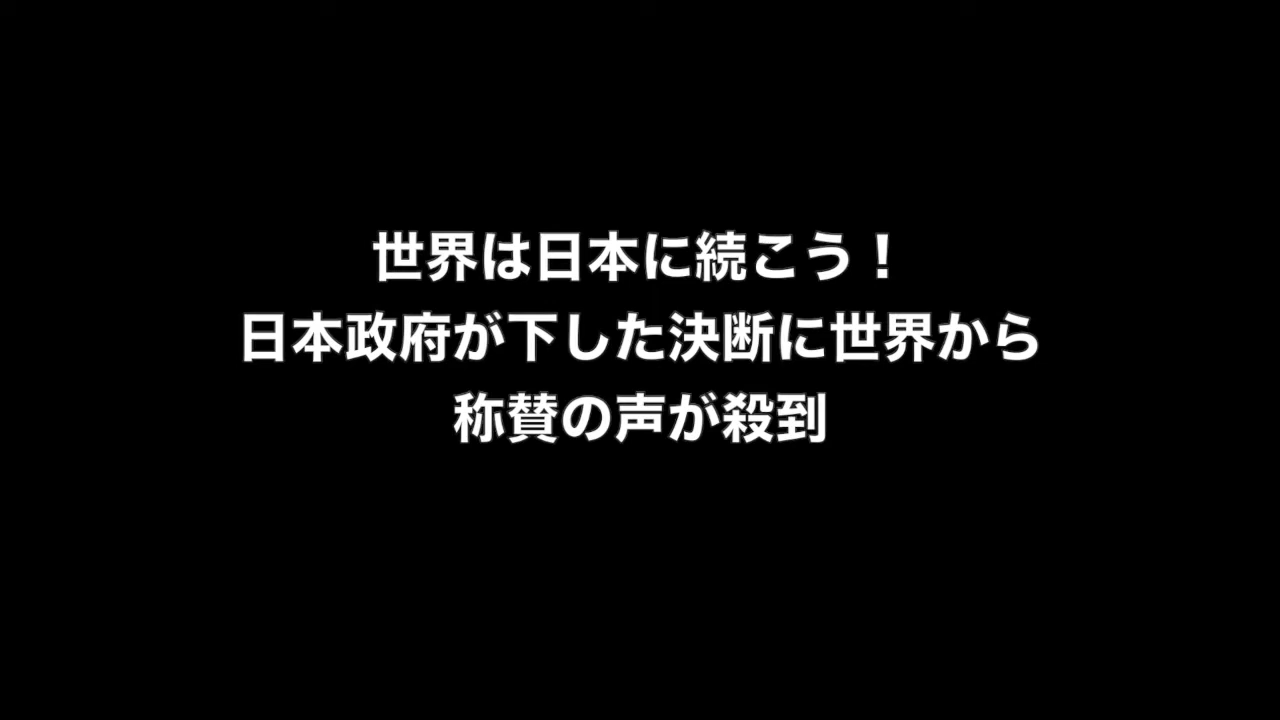 世界は日本に続こう！
日本政府が下した決断に世界から
称賛の声が殺到